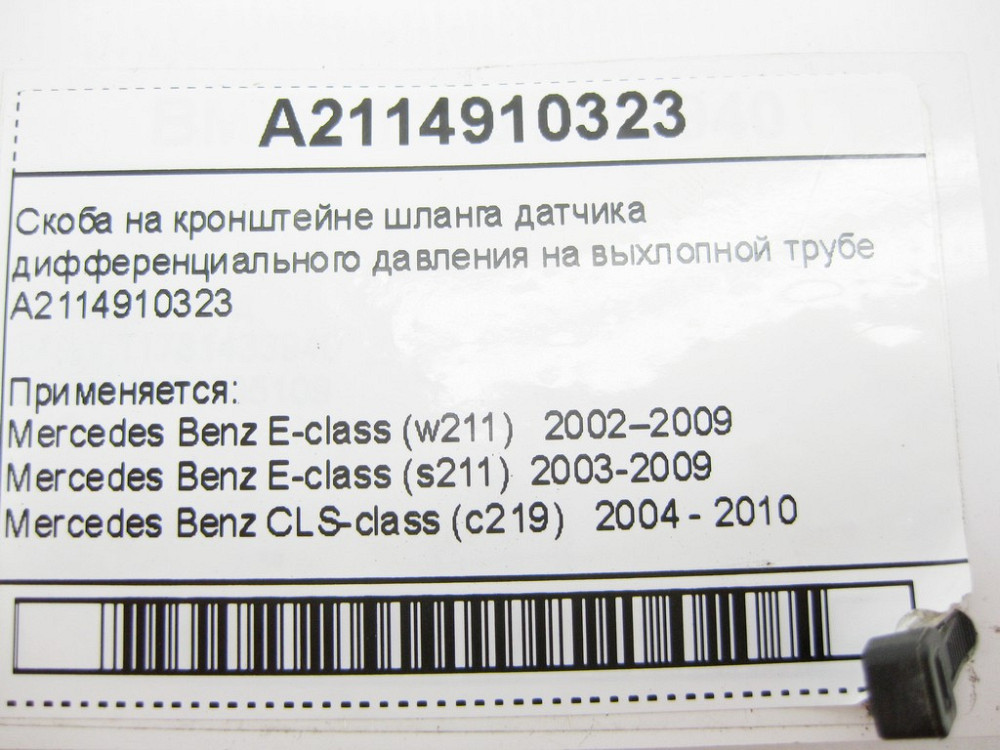 A2114910323
Скоба на кронштейне шланга датчика
дифференциального давления на выхлопной трубе
A2114910323
Применяется:
Mercedes Benz E-class (w211) 2002–2009
Mercedes Benz E-class (s211) 2003-2009
Mercedes Benz CLS-class (c219) 2004 - 2010